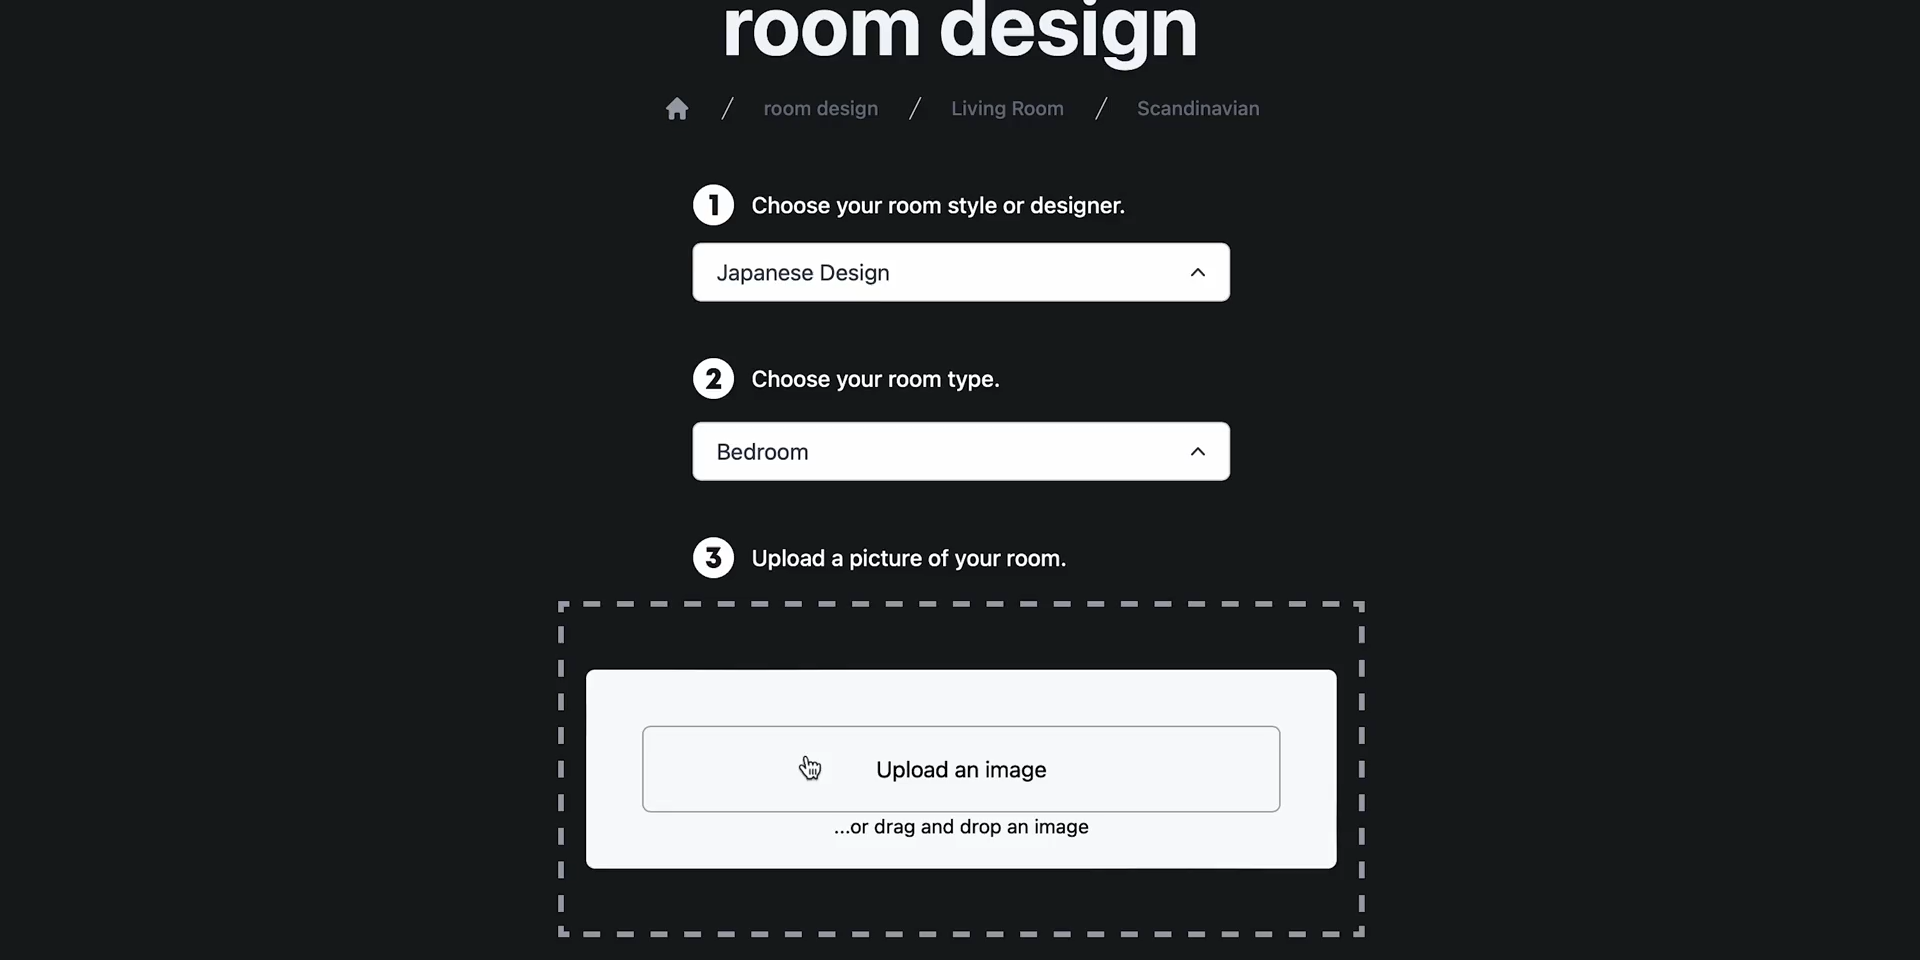 room design
/ room design / Living Room / Scandinavian
1 Choose your room style or designer.
Japanese Design
2 Choose your room type.
Bedroom
3 Upload a picture of your room.
Upload an image
...or drag and drop an image